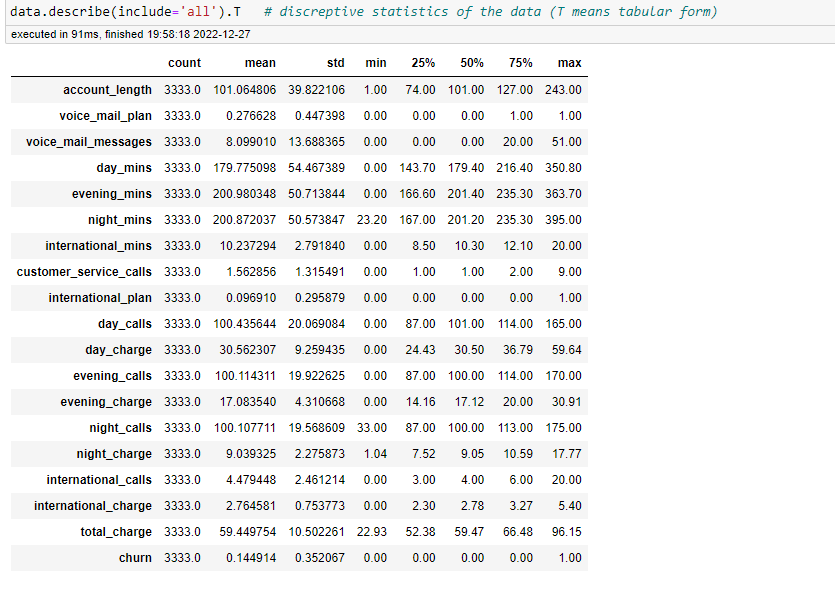 data.describe(include='all').T   # discreptive statistics of the data (T means tabular form)
executed in 91ms, finished 19:58:18 2022-12-27
count mean std min 25% 50% 75% max
account_length 3333.0 101.064806 39.822106 1.00 74.00 101.00 127.00 243.00
voice_mail_plan 3333.0 0.276628 0.447398 0.00 0.00 0.00 1.00 1.00
voice_mail_messages 3333.0 8.099010 13.688365 0.00 0.00 0.00 20.00 51.00
day_mins 3333.0 179.775098 54.467389 0.00 143.70 179.40 216.40 350.80
evening_mins 3333.0 200.980348 50.713844 0.00 166.60 201.40 235.30 363.70
night_mins 3333.0 200.872037 50.573847 23.20 167.00 201.20 235.30 395.00
international_mins 3333.0 10.237294 2.791840 0.00 8.50 10.30 12.10 20.00
customer_service_calls 3333.0 1.562856 1.315491 0.00 1.00 1.00 2.00 9.00
international_plan 3333.0 0.096910 0.295879 0.00 0.00 0.00 0.00 1.00
day_calls 3333.0 100.435644 20.069084 0.00 87.00 101.00 114.00 165.00
day_charge 3333.0 30.562307 9.259435 0.00 24.43 30.50 36.79 59.64
evening_calls 3333.0 100.114311 19.922625 0.00 87.00 100.00 114.00 170.00
evening_charge 3333.0 17.083540 4.310668 0.00 14.16 17.12 20.00 30.91
night_calls 3333.0 100.107711 19.568609 33.00 87.00 100.00 113.00 175.00
night_charge 3333.0 9.039325 2.275873 1.04 7.52 9.05 10.59 17.77
international_calls 3333.0 4.479448 2.461214 0.00 3.00 4.00 6.00 20.00
international_charge 3333.0 2.764581 0.753773 0.00 2.30 2.78 3.27 5.40
total_charge 3333.0 59.449754 10.502261 22.93 52.38 59.47 66.48 96.15
churn 3333.0 0.144914 0.352067 0.00 0.00 0.00 0.00 1.00